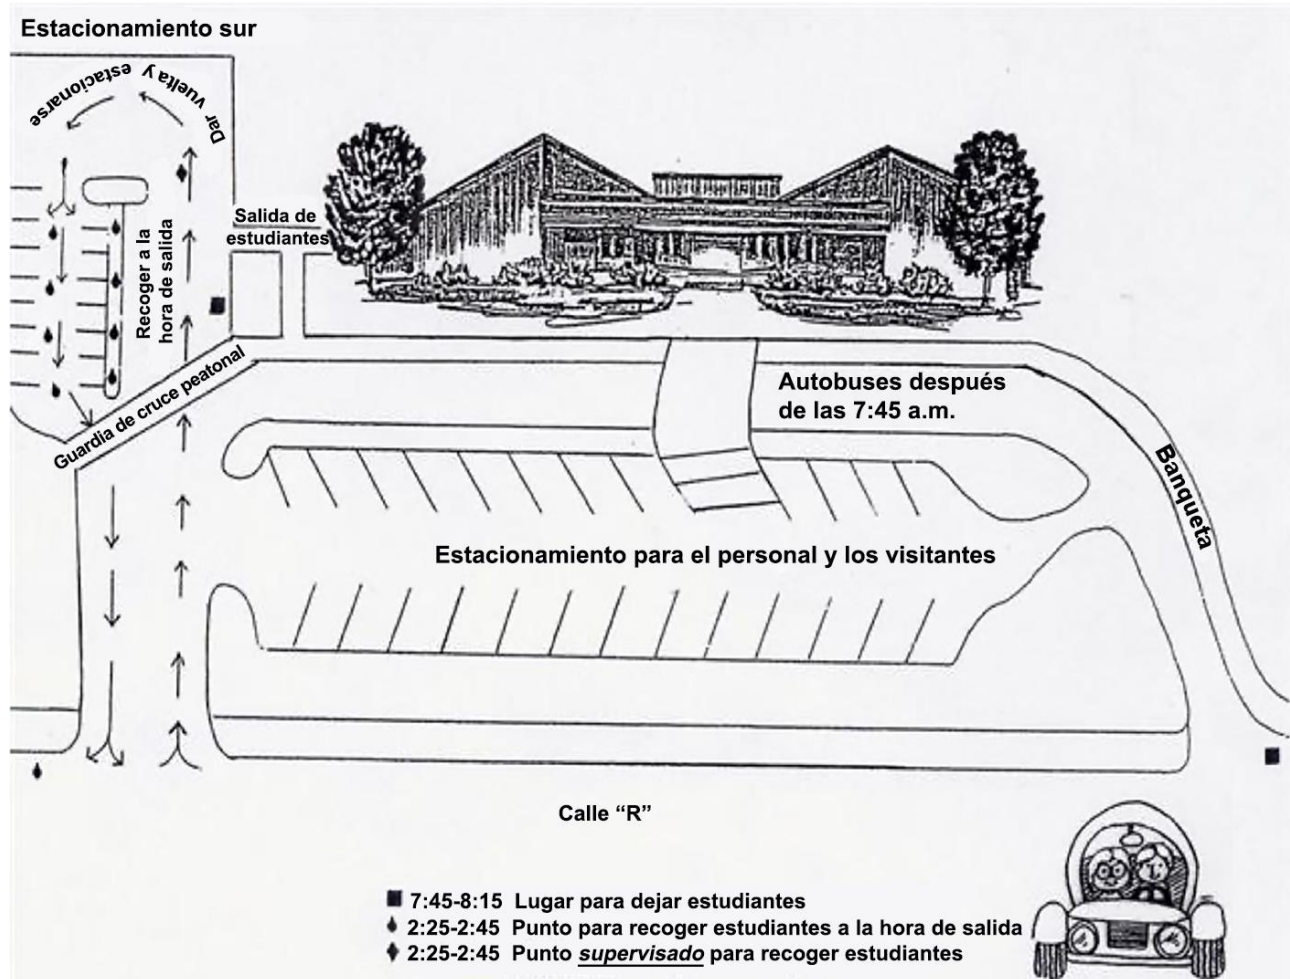 Estacionamiento sur
Dar vuelta y
estacionarse
Recoger a la
hora de salida
Salida de
estudiantes
Guardia de cruce peatonal
Autobuses después
de las 7:45 a.m.
Banqueta
Estacionamiento para el personal y los visitantes
Calle “R”
7:45-8:15 Lugar para dejar estudiantes
2:25-2:45 Punto para recoger estudiantes a la hora de salida
2:25-2:45 Punto supervisado para recoger estudiantes